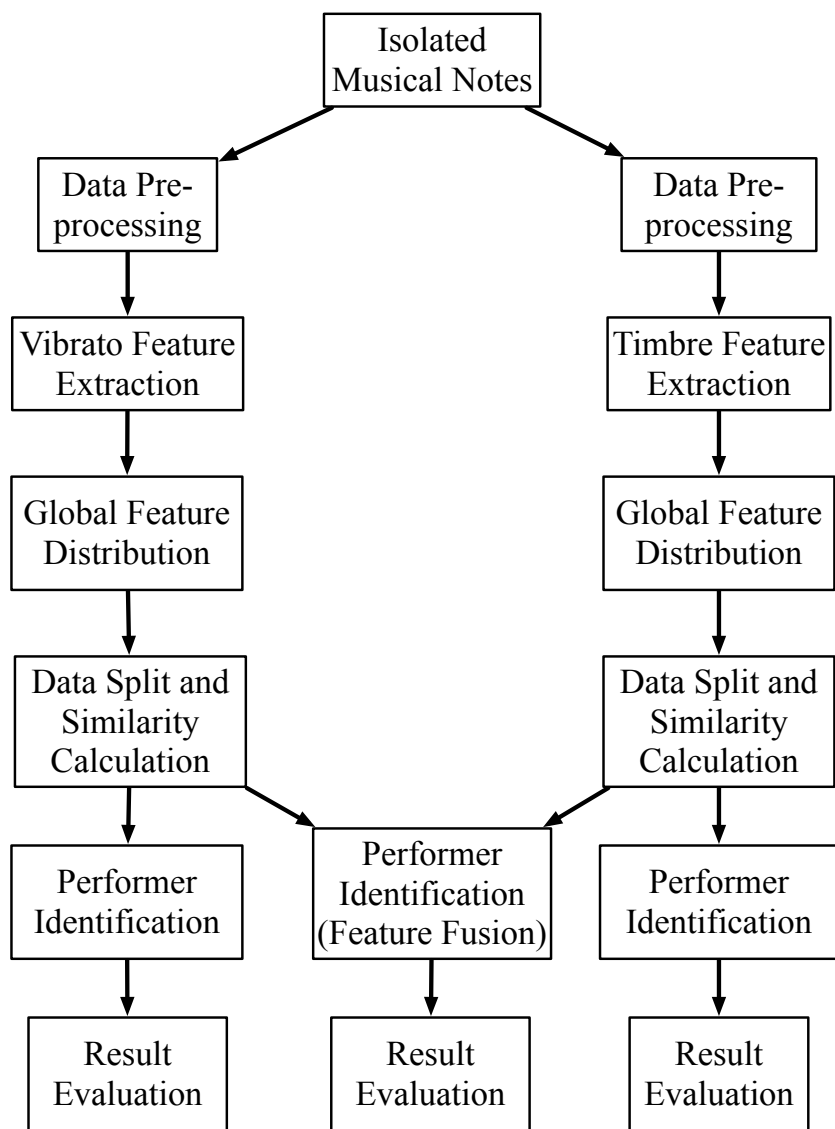 Isolated
Musical Notes
Data Pre-
processing
Data Pre-
processing
Vibrato Feature
Extraction
Timbre Feature
Extraction
Global Feature
Distribution
Global Feature
Distribution
Data Split and
Similarity
Calculation
Data Split and
Similarity
Calculation
Performer
Identification
Performer
Identification
(Feature Fusion)
Performer
Identification
Result
Evaluation
Result
Evaluation
Result
Evaluation